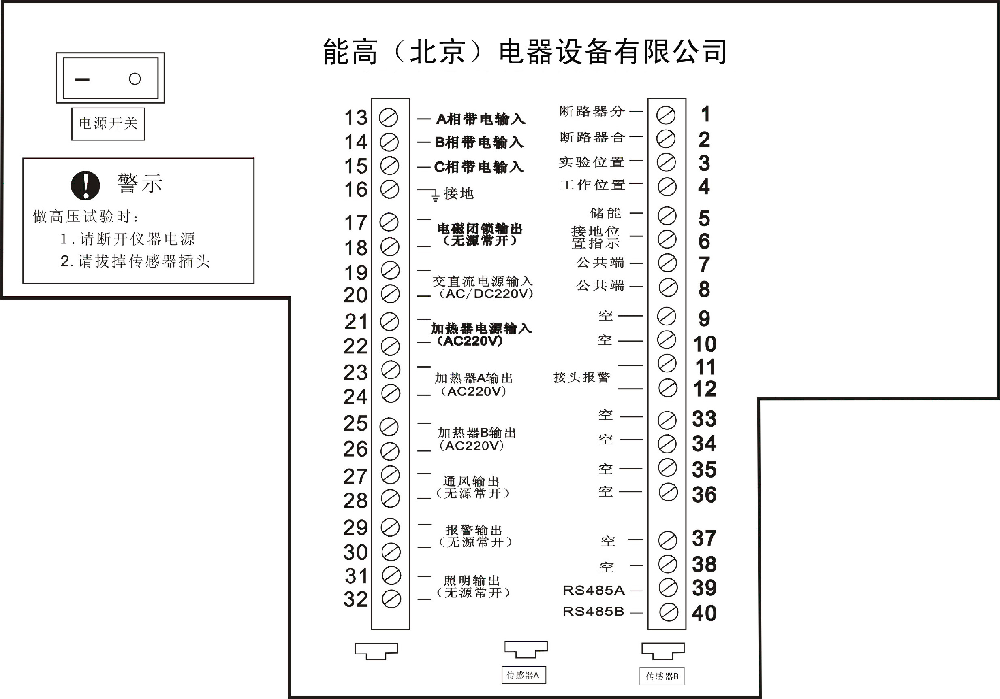 能高（北京）电器设备有限公司
电源开关
警示
做高压试验时：
1.请断开仪器电源
2.请拔掉传感器插头
13 A相带电输入
14 B相带电输入
15 C相带电输入
16 接地
17
电磁闭锁输出
（无源常开）
18
19
交直流电源输入
20 （AC/DC220V）
21
加热器电源输入
22 （AC220V）
23
加热器A输出
24 （AC220V）
25
加热器B输出
26 （AC220V）
27
通风输出
28 （无源常开）
29
报警输出
30 （无源常开）
31
照明输出
32 （无源常开）
断路器分 1
断路器合 2
实验位置 3
工作位置 4
储能 5
接地位
置指示 6
公共端 7
公共端 8
空 9
空 10
11
接头报警
12
空 33
空 34
空 35
空 36
空 37
空 38
RS485A 39
RS485B 40
传感器A
传感器B